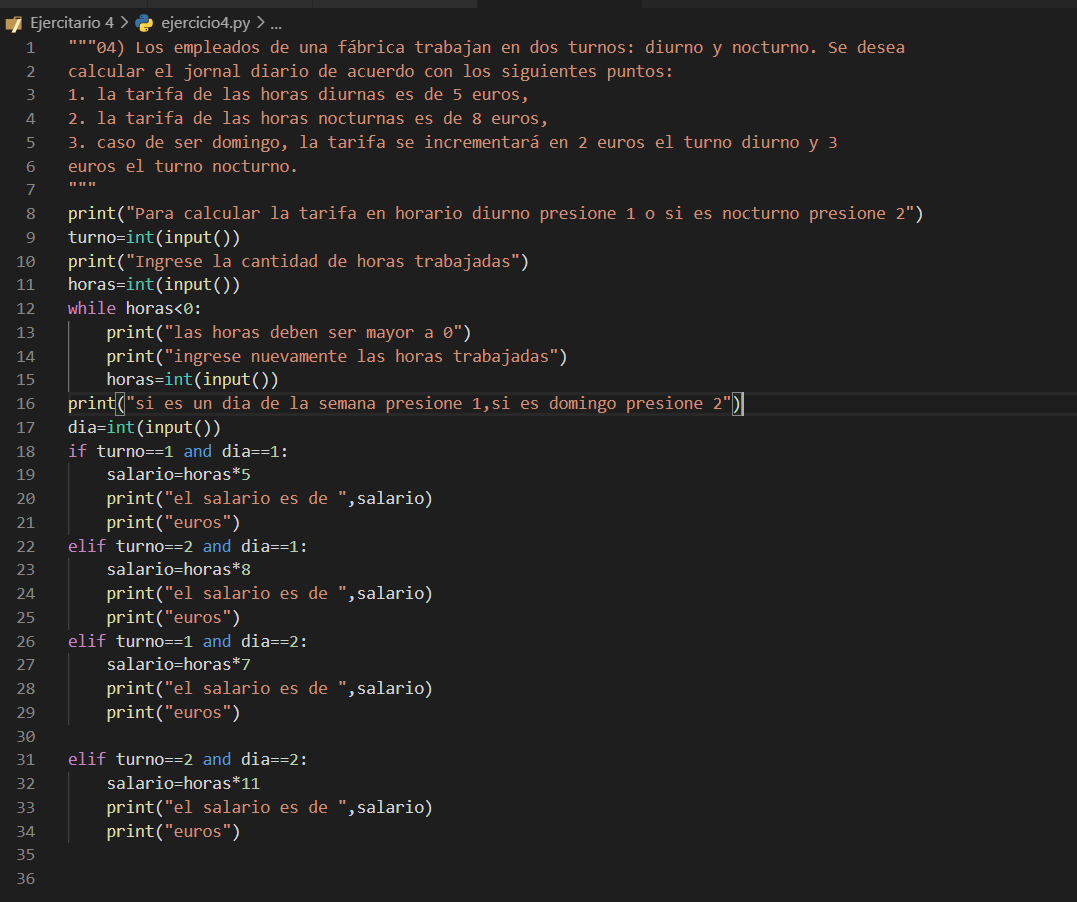 Ejercitario 4 > ejercicio4.py > ...
1 """04) Los empleados de una fábrica trabajan en dos turnos: diurno y nocturno. Se desea
2 calcular el jornal diario de acuerdo con los siguientes puntos:
3 1. la tarifa de las horas diurnas es de 5 euros,
4 2. la tarifa de las horas nocturnas es de 8 euros,
5 3. caso de ser domingo, la tarifa se incrementará en 2 euros el turno diurno y 3
6 euros el turno nocturno.
7 """
8 print("Para calcular la tarifa en horario diurno presione 1 o si es nocturno presione 2")
9 turno=int(input())
10 print("Ingrese la cantidad de horas trabajadas")
11 horas=int(input())
12 while horas<0:
13     print("las horas deben ser mayor a 0")
14     print("ingrese nuevamente las horas trabajadas")
15     horas=int(input())
16 print("si es un dia de la semana presione 1,si es domingo presione 2")
17 dia=int(input())
18 if turno==1 and dia==1:
19     salario=horas*5
20     print("el salario es de ",salario)
21     print("euros")
22 elif turno==2 and dia==1:
23     salario=horas*8
24     print("el salario es de ",salario)
25     print("euros")
26 elif turno==1 and dia==2:
27     salario=horas*7
28     print("el salario es de ",salario)
29     print("euros")
30
31 elif turno==2 and dia==2:
32     salario=horas*11
33     print("el salario es de ",salario)
34     print("euros")
35
36